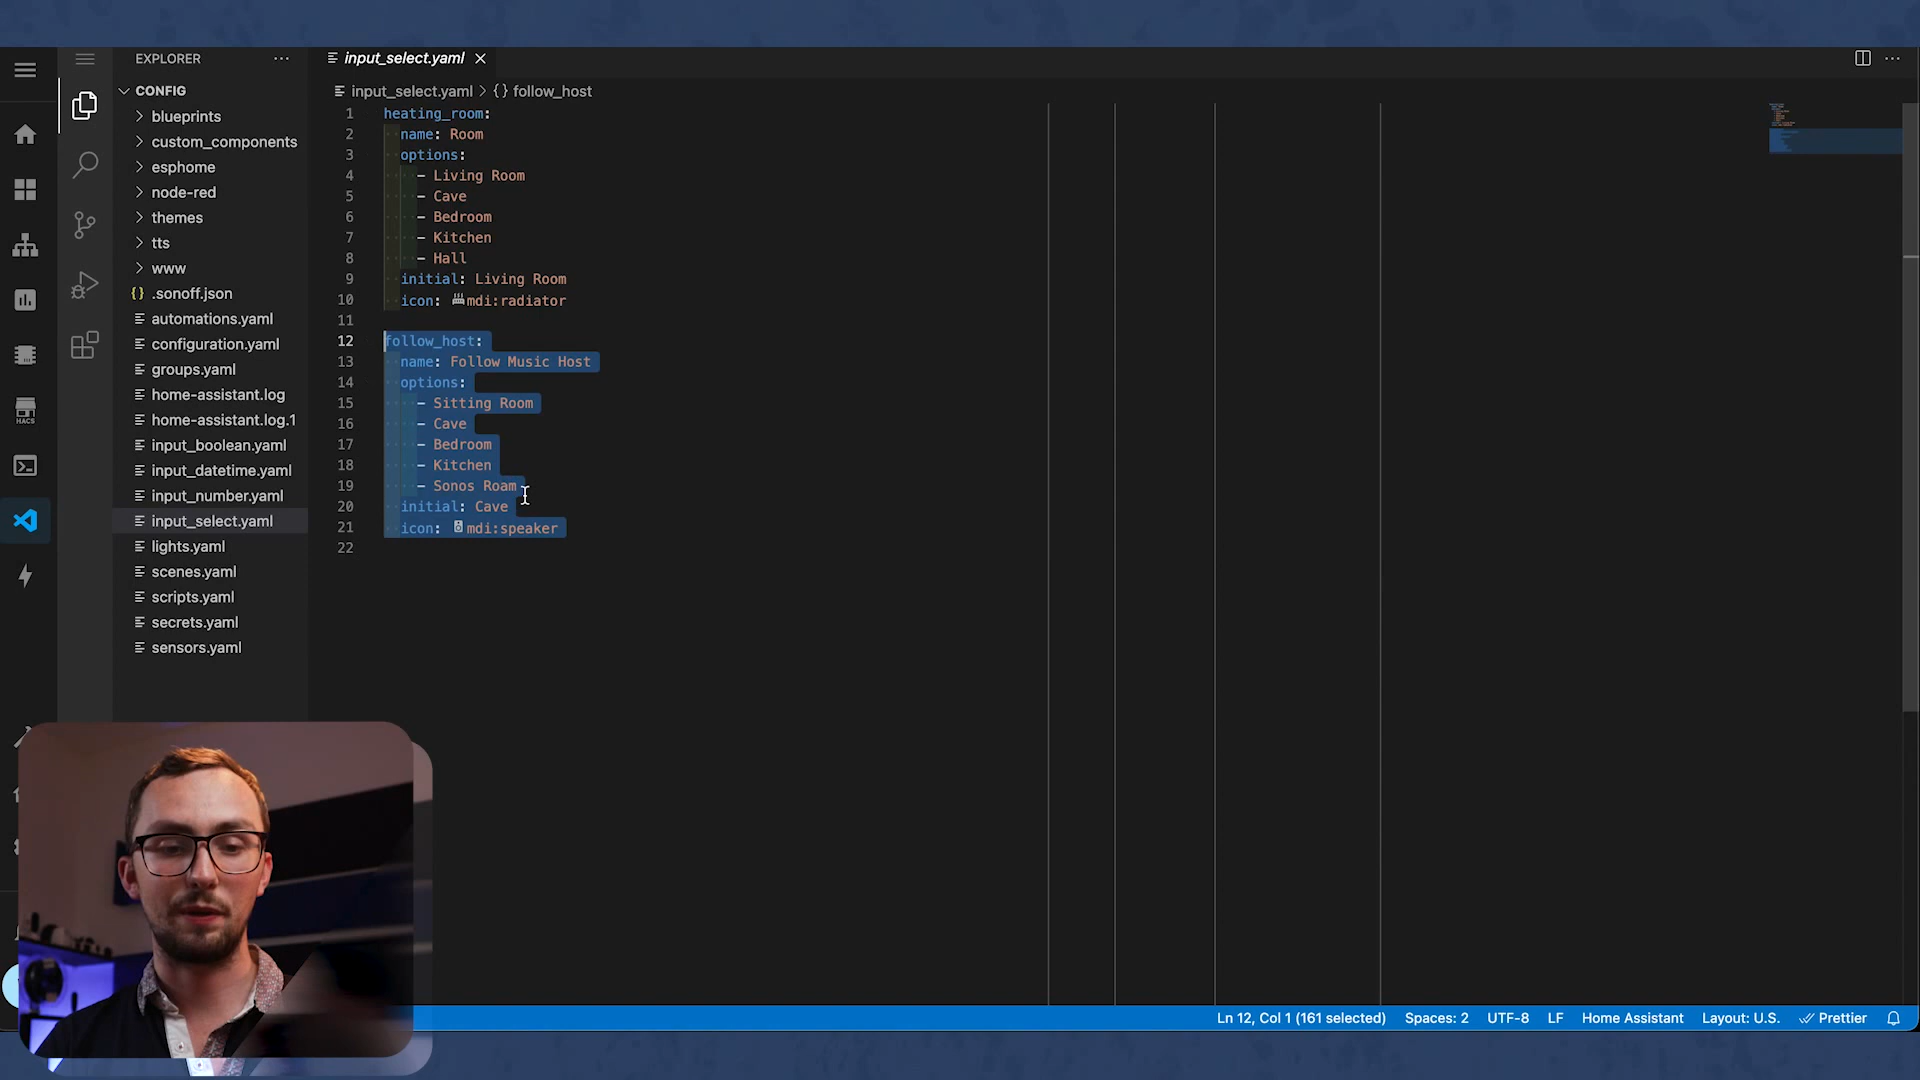 EXPLORER
CONFIG
blueprints
custom_components
esphome
node-red
themes
tts
www
{} .sonoff.json
automations.yaml
configuration.yaml
groups.yaml
home-assistant.log
home-assistant.log.1
input_boolean.yaml
input_datetime.yaml
input_number.yaml
input_select.yaml
lights.yaml
scenes.yaml
scripts.yaml
secrets.yaml
sensors.yaml
HACS
input_select.yaml
input_select.yaml > {} follow_host
1 heating_room:
2 name: Room
3 options:
4 - Living Room
5 - Cave
6 - Bedroom
7 - Kitchen
8 - Hall
9 initial: Living Room
10 icon: mdi:radiator
11
12 follow_host:
13 name: Follow Music Host
14 options:
15 - Sitting Room
16 - Cave
17 - Bedroom
18 - Kitchen
19 - Sonos Roam
20 initial: Cave
21 icon: mdi:speaker
22
Ln 12, Col 1 (161 selected) Spaces: 2 UTF-8 LF Home Assistant Layout: U.S. Prettier